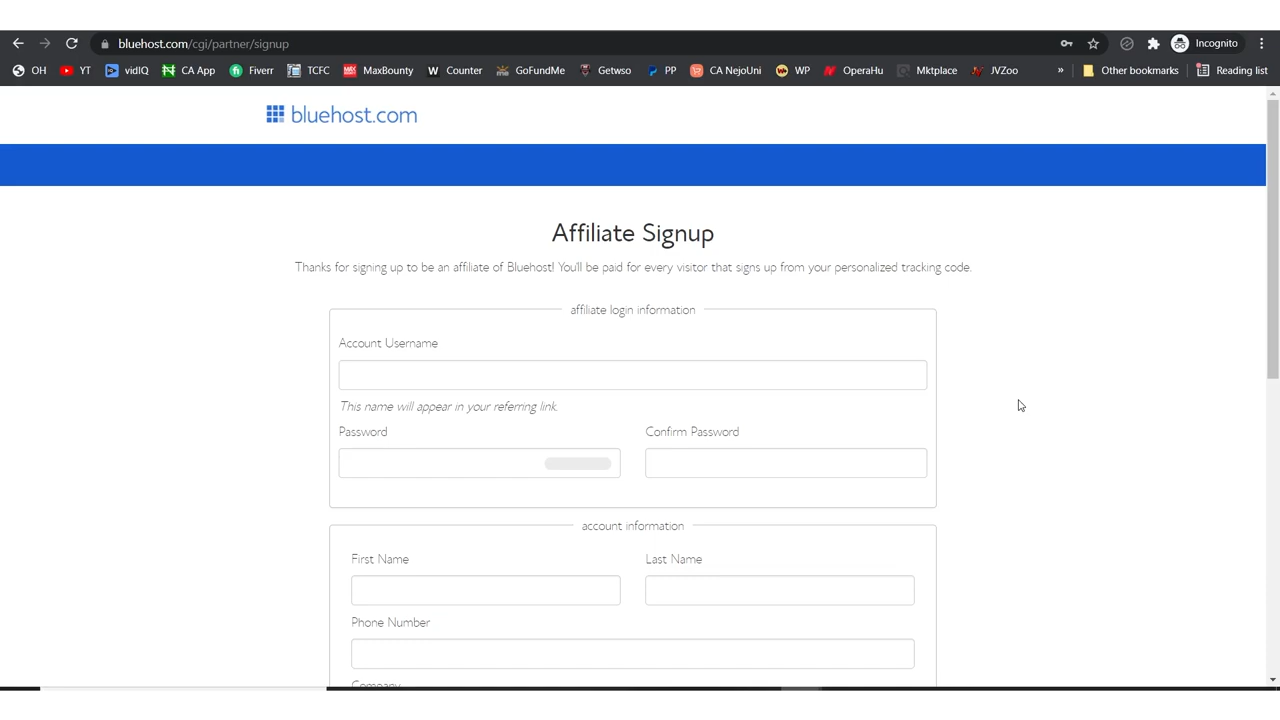 bluehost.com/cgi/partner/signup
Incognito
OH YT vidIQ CA App Fiverr TCFC MaxBounty Counter GoFundMe Getwso PP CA NejoUni WP OperaHu Mktplace JVZoo » Other bookmarks Reading list
bluehost.com
Affiliate Signup
Thanks for signing up to be an affiliate of Bluehost! You'll be paid for every visitor that signs up from your personalized tracking code.
affiliate login information
Account Username
This name will appear in your referring link.
Password Confirm Password
account information
First Name Last Name
Phone Number
Company